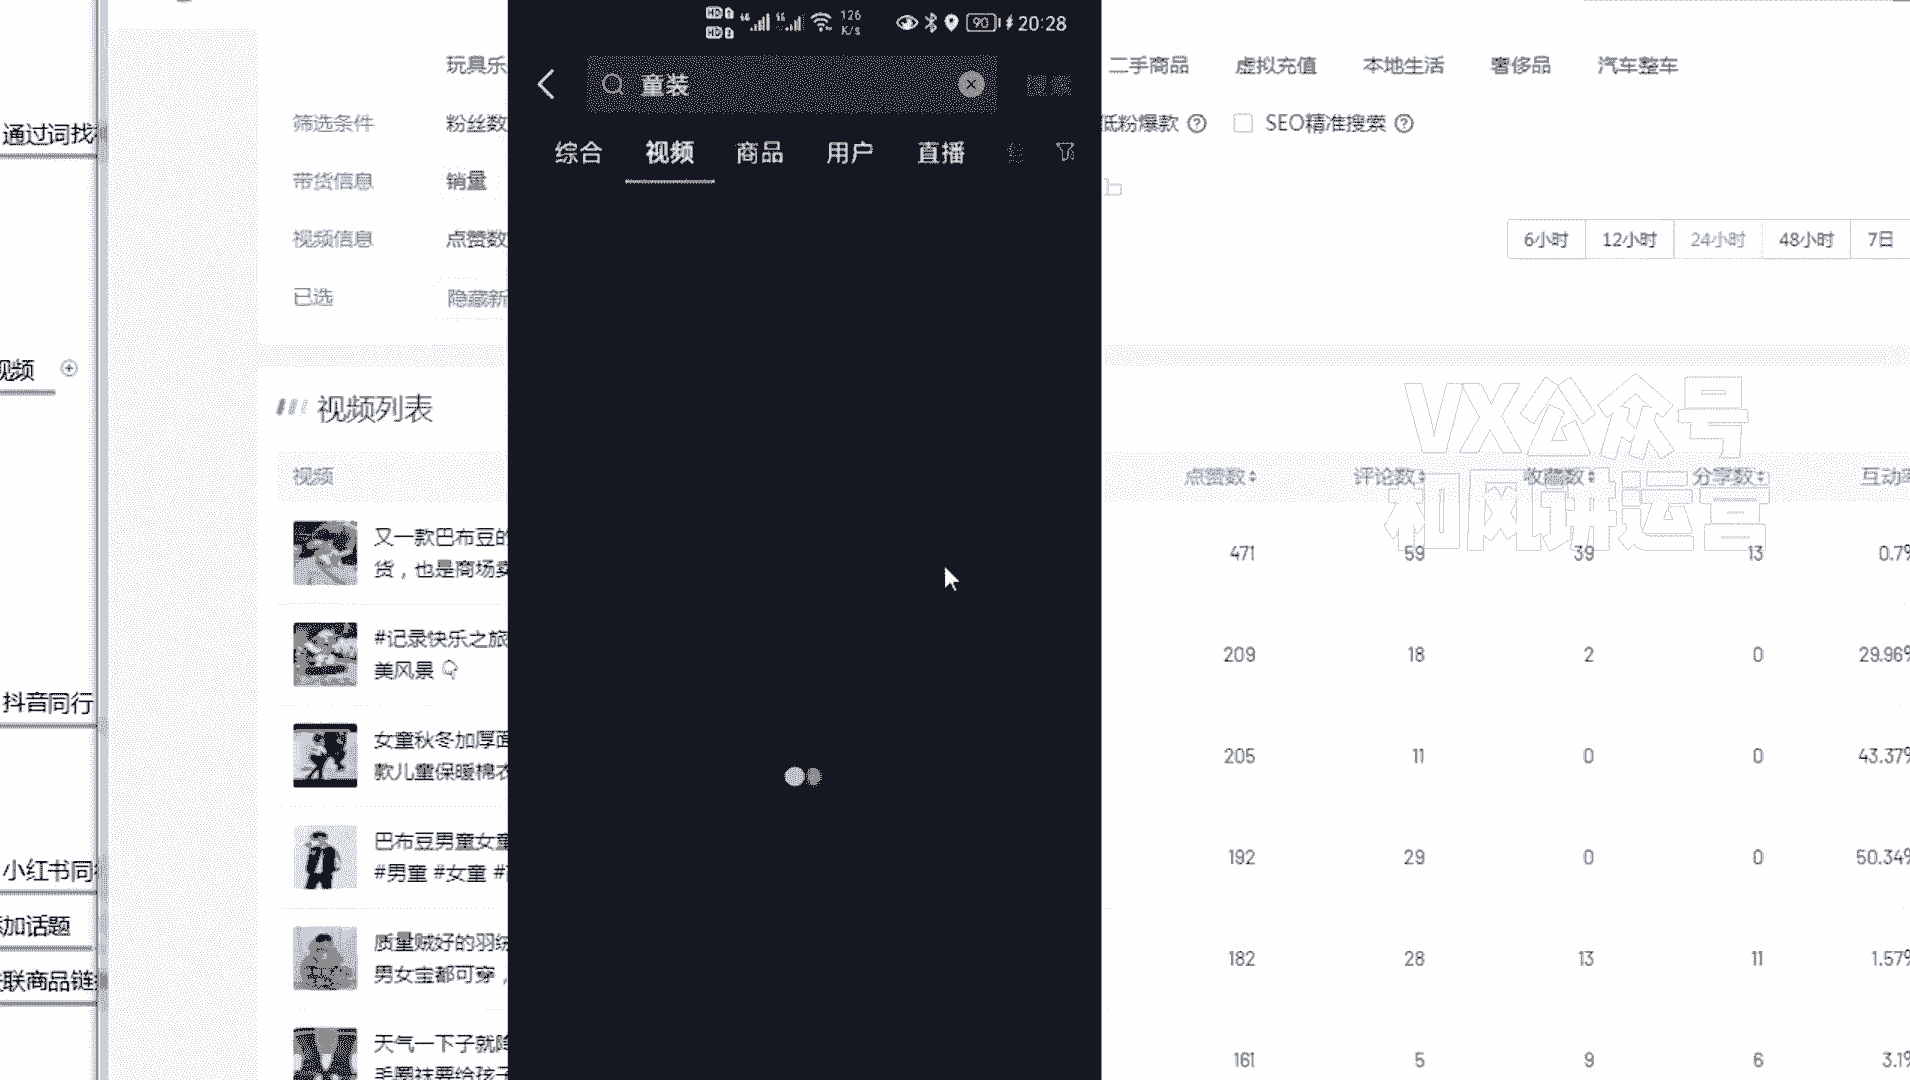 通过词找
视频
抖音同行
小红书同
加话题
联商品链
玩具乐
二手商品
虚拟充值
本地生活
奢侈品
汽车整车
筛选条件
粉丝数
低粉爆款
SEO精准搜索
带货信息
销量
视频信息
点赞数
6小时
12小时
24小时
48小时
7日
已选
隐藏新
HD 1
HD 2
126
K/s
90
20:28
童装
搜索
综合
视频
商品
用户
直播
视频列表
VX公众号
和风讲运营
视频
点赞数
评论数
收藏数
分享数
互动率
又一款巴布豆的
货，也是商场卖
471
59
39
13
0.7%
#记录快乐之旅
美风景
209
18
2
0
29.96%
女童秋冬加厚面
款儿童保暖棉衣
205
11
0
0
43.37%
巴布豆男童女童
#男童 #女童 #
192
29
0
0
50.34%
质量贼好的羽绒
男女宝都可穿，
182
28
13
11
1.57%
天气一下子就降
毛圈袜要给孩子
161
5
9
6
3.1%